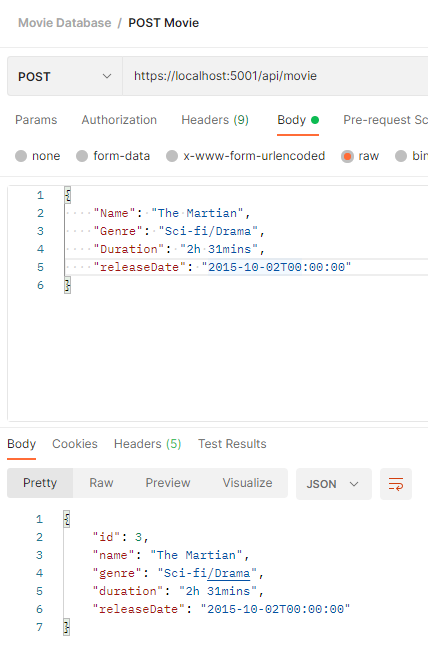 Movie Database / POST Movie
POST https://localhost:5001/api/movie
Params Authorization Headers (9) Body Pre-request Sc
none form-data x-www-form-urlencoded raw bin
1 {
2 "Name": "The Martian",
3 "Genre": "Sci-fi/Drama",
4 "Duration": "2h 31mins",
5 "releaseDate": "2015-10-02T00:00:00"
6 }
Body Cookies Headers (5) Test Results
Pretty Raw Preview Visualize JSON
1 {
2 "id": 3,
3 "name": "The Martian",
4 "genre": "Sci-fi/Drama",
5 "duration": "2h 31mins",
6 "releaseDate": "2015-10-02T00:00:00"
7 }